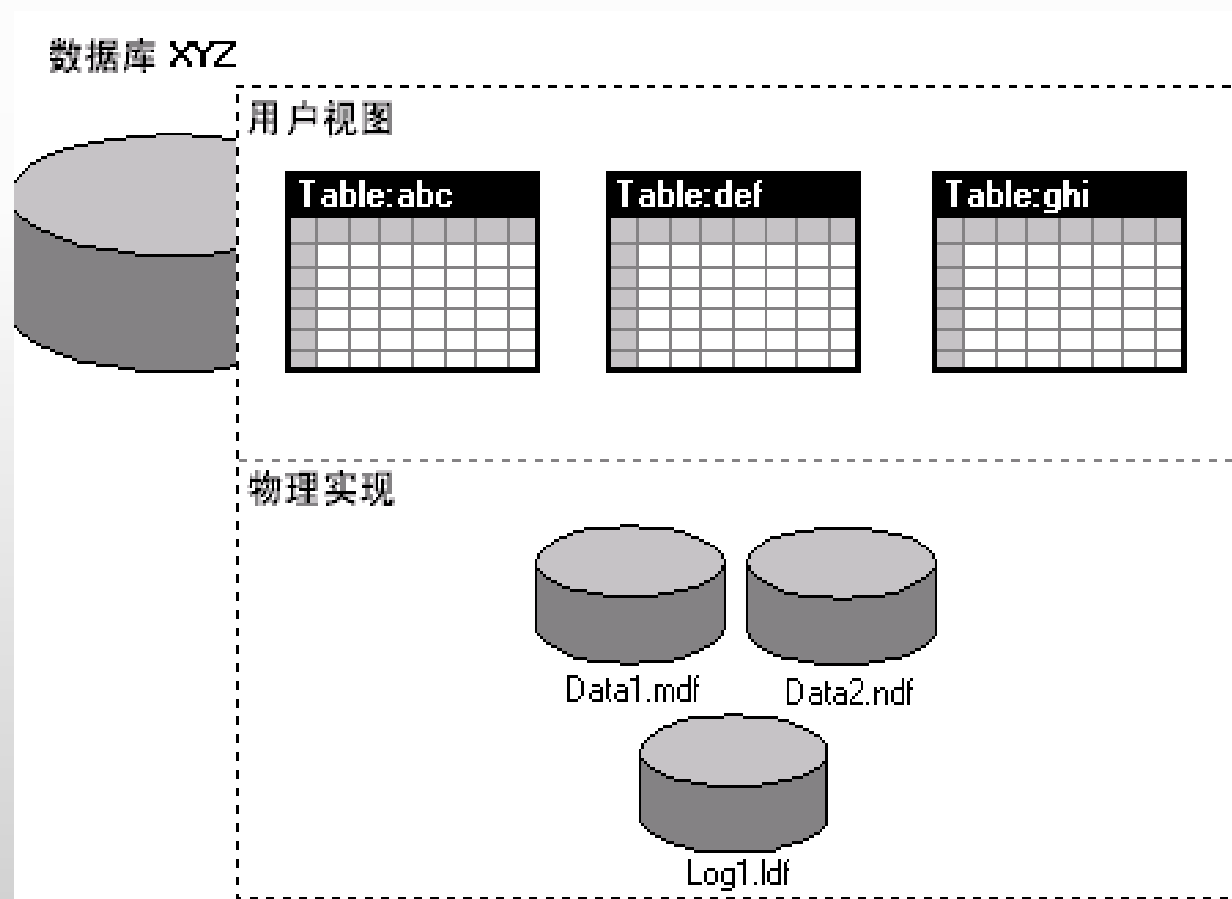 数据库 XYZ
用户视图
Table:abc
Table:def
Table:ghi
物理实现
Data1.mdf
Data2.ndf
Log1.ldf